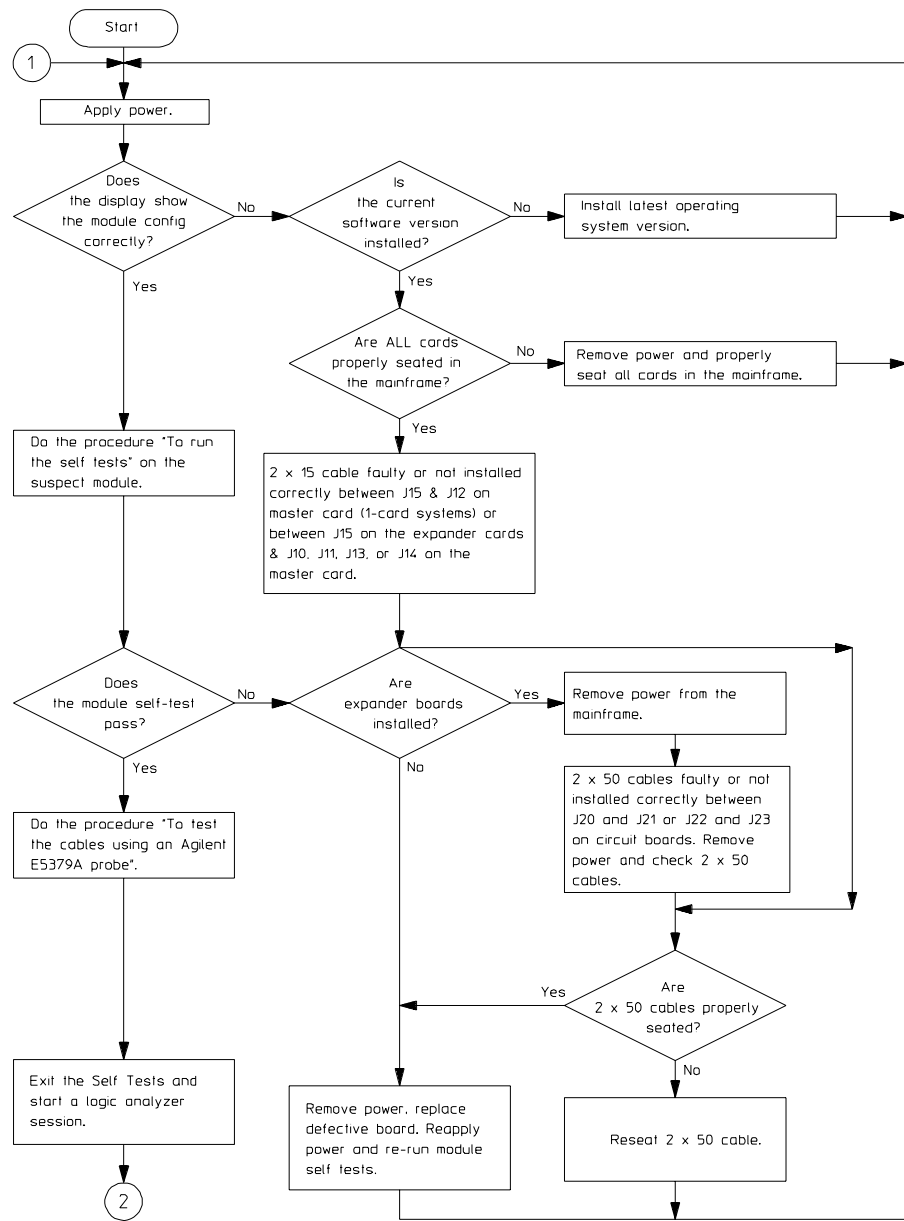 Start
1
Apply power.
Does
the display show
the module config
correctly?
No
Yes
Is
the current
software version
installed?
No
Yes
Install latest operating
system version.
Are ALL cards
properly seated in
the mainframe?
No
Yes
Remove power and properly
seat all cards in the mainframe.
Do the procedure "To run
the self tests" on the
suspect module.
2 x 15 cable faulty or not installed
correctly between J15 & J12 on
master card (1-card systems) or
between J15 on the expander cards
& J10, J11, J13, or J14 on the
master card.
Does
the module self-test
pass?
No
Yes
Are
expander boards
installed?
Yes
No
Remove power from the
mainframe.
2 x 50 cables faulty or not
installed correctly between
J20 and J21 or J22 and J23
on circuit boards. Remove
power and check 2 x 50
cables.
Do the procedure "To test
the cables using an Agilent
E5379A probe".
Are
2 x 50 cables properly
seated?
Yes
No
Exit the Self Tests and
start a logic analyzer
session.
Remove power, replace
defective board. Reapply
power and re-run module
self tests.
Reseat 2 x 50 cable.
2